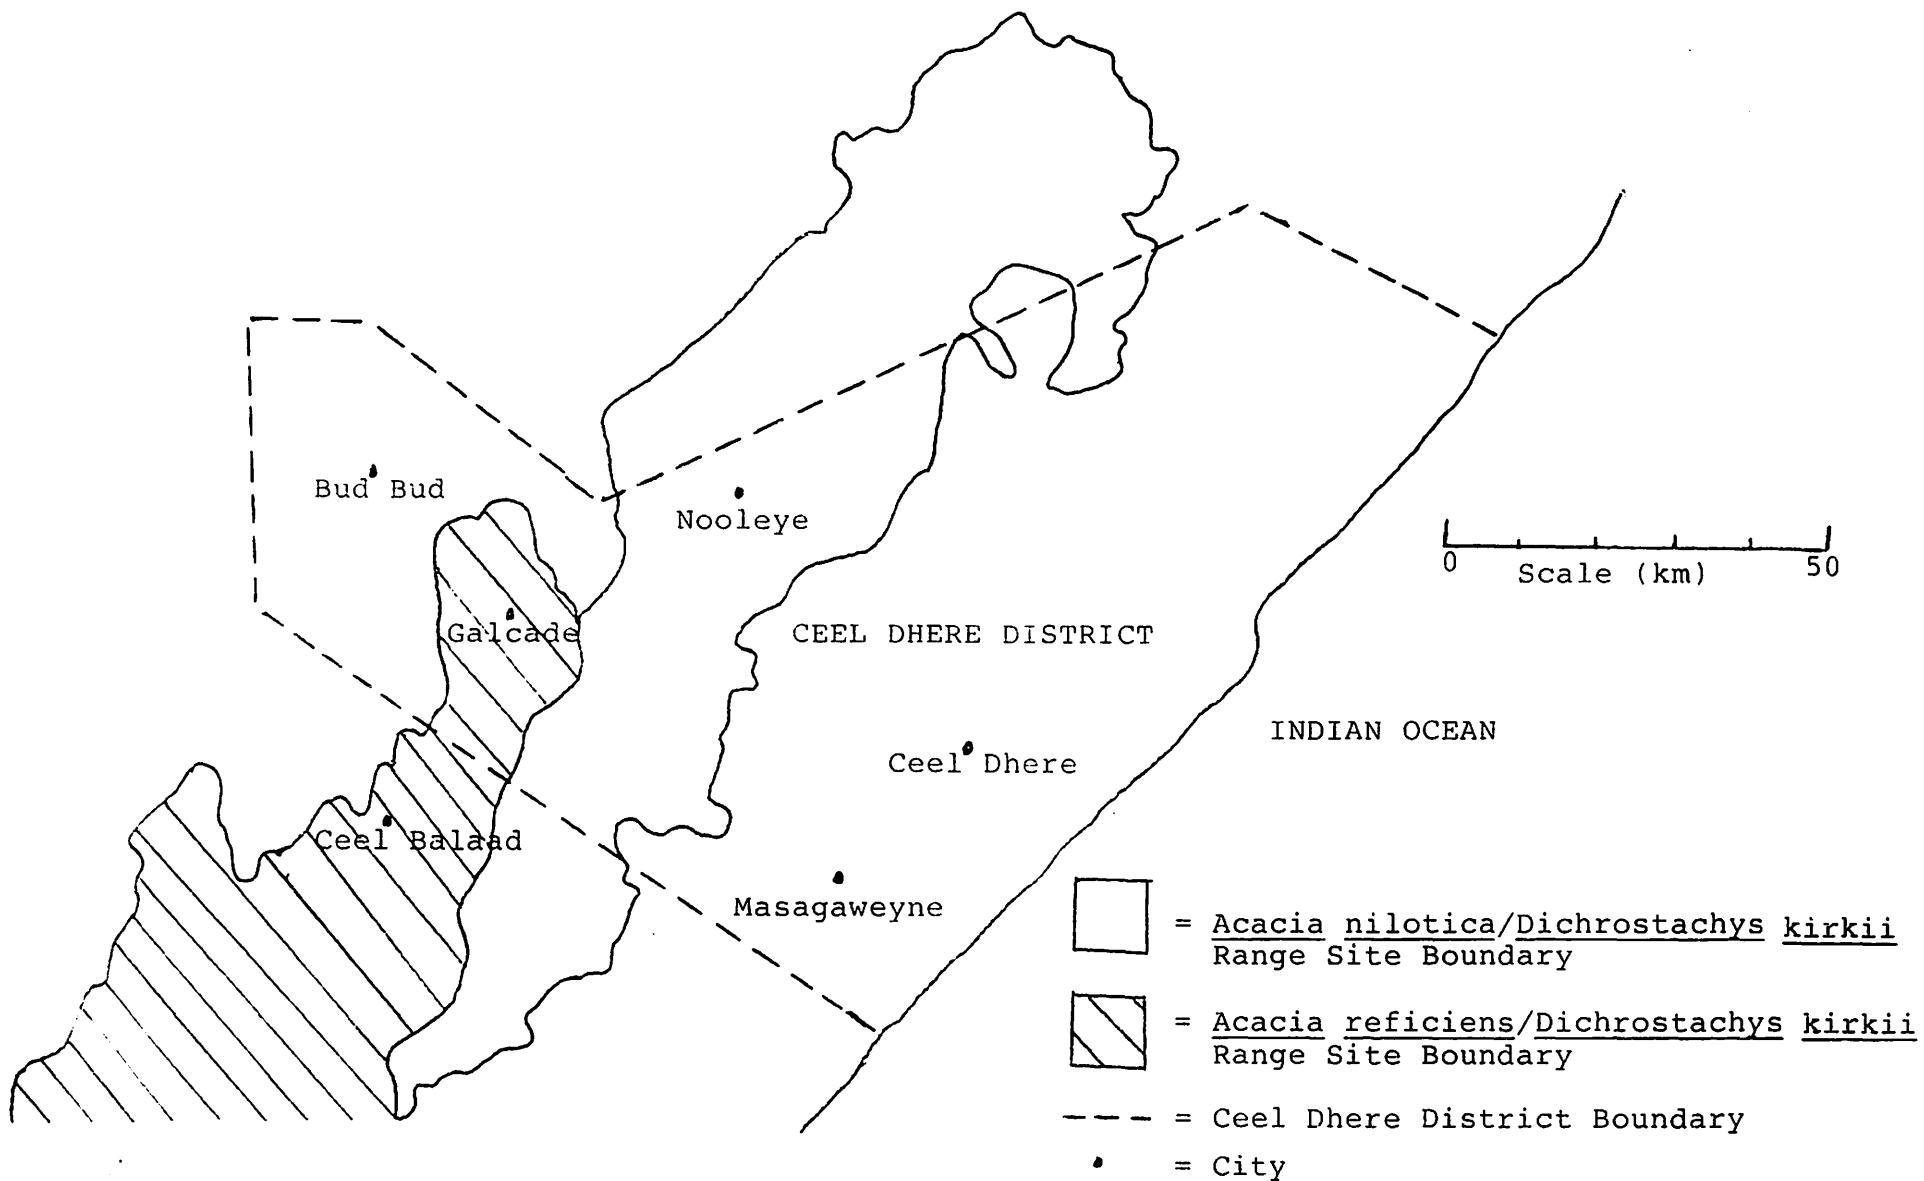 Bud Bud
Nooleye
0 50
Scale (km)
Galcade
CEEL DHERE DISTRICT
INDIAN OCEAN
Ceel Dhere
Ceel Balaad
Masagaweyne
= Acacia nilotica/Dichrostachys kirkii
Range Site Boundary
= Acacia reficiens/Dichrostachys kirkii
Range Site Boundary
= Ceel Dhere District Boundary
= City